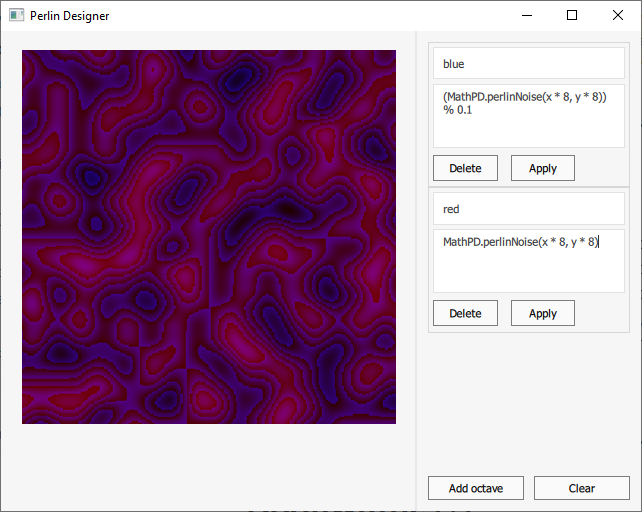 Perlin Designer
blue
(MathPD.perlinNoise(x * 8, y * 8))
% 0.1
Delete
Apply
red
MathPD.perlinNoise(x * 8, y * 8)
Delete
Apply
Add octave
Clear